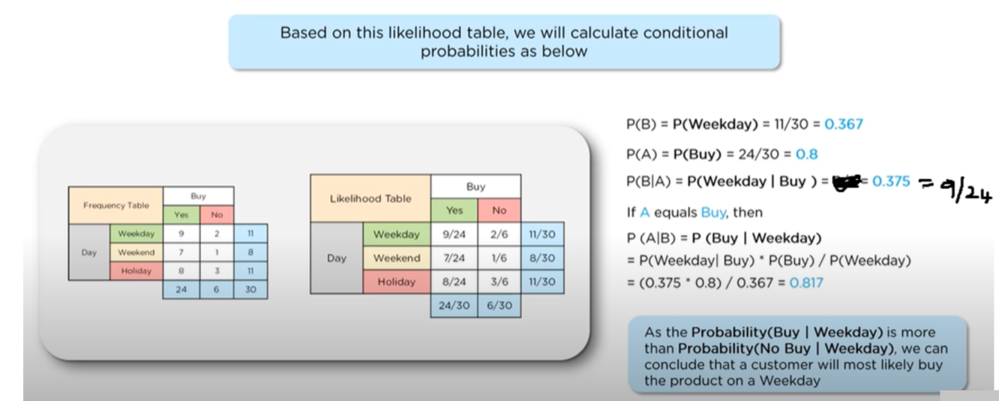 Based on this likelihood table, we will calculate conditional
probabilities as below
Frequency Table
Buy
Yes No
Day
Weekday 9 2 11
Weekend 7 1 8
Holiday 8 3 11
24 6 30
Likelihood Table
Buy
Yes No
Day
Weekday 9/24 2/6 11/30
Weekend 7/24 1/6 8/30
Holiday 8/24 3/6 11/30
24/30 6/30
P(B) = P(Weekday) = 11/30 = 0.367
P(A) = P(Buy) = 24/30 = 0.8
P(B|A) = P(Weekday | Buy ) = = 0.375 = 9/24
If A equals Buy, then
P (A|B) = P (Buy | Weekday)
= P(Weekday| Buy) * P(Buy) / P(Weekday)
= (0.375 * 0.8) / 0.367 = 0.817
As the Probability(Buy | Weekday) is more
than Probability(No Buy | Weekday), we can
conclude that a customer will most likely buy
the product on a Weekday